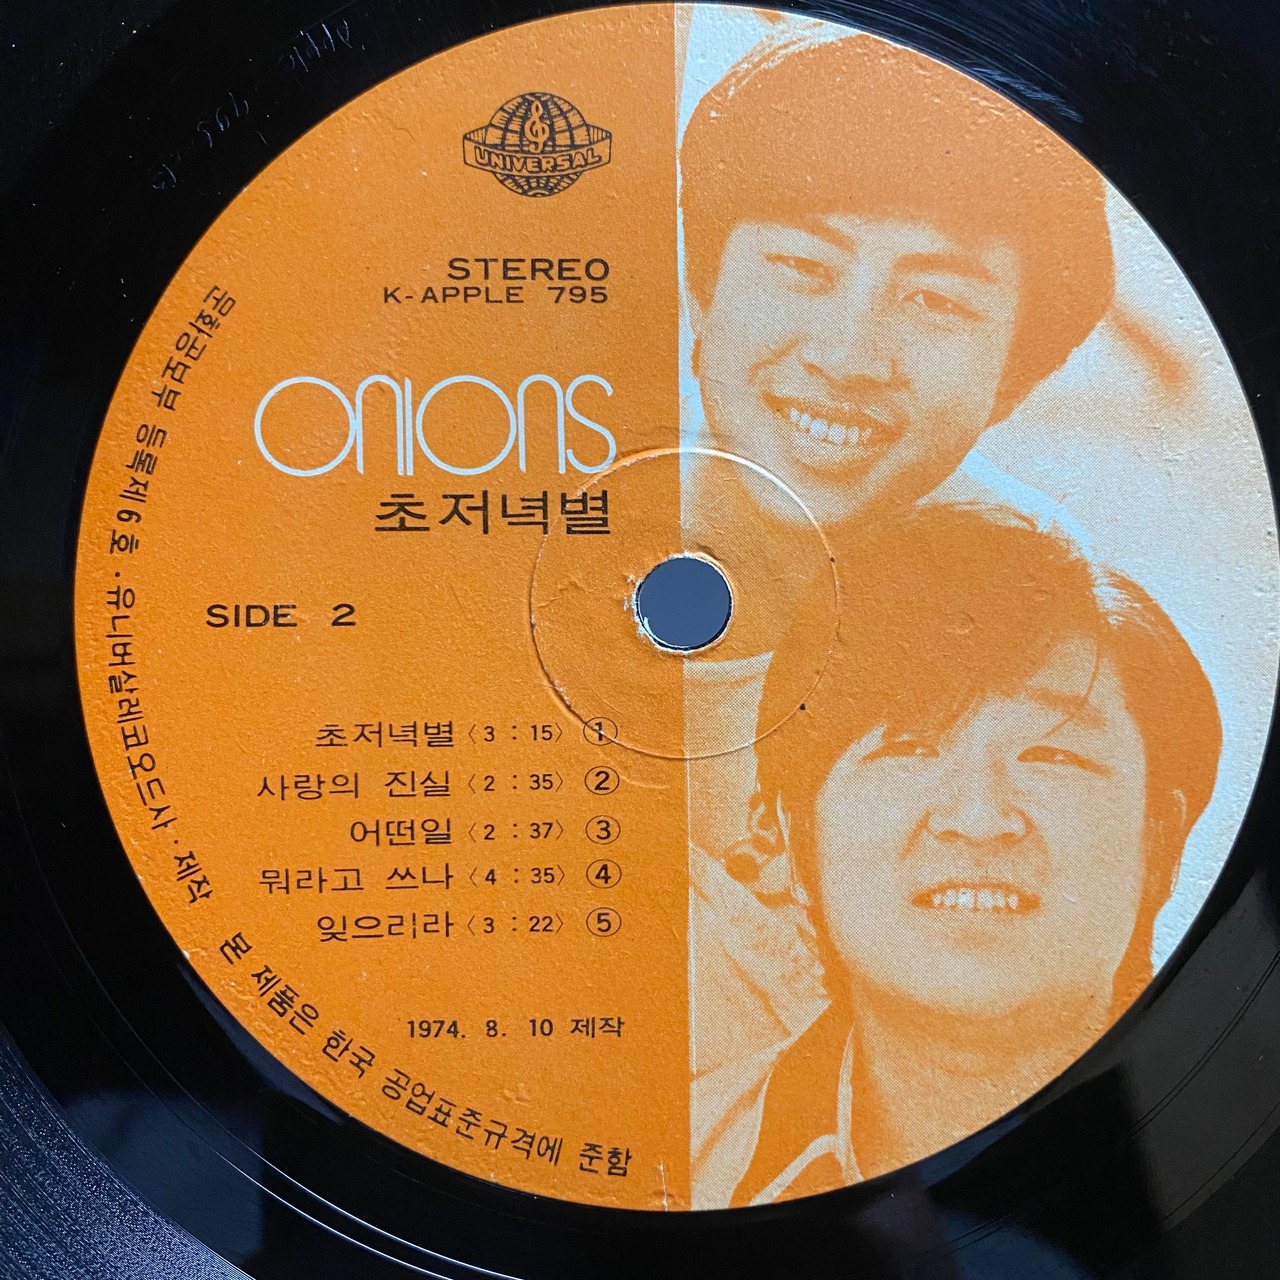 UNIVERSAL
STEREO
K-APPLE 795
onions
초저녁별
SIDE 2
초저녁별〈3 : 15〉①
사랑의 진실〈2 : 35〉②
어떤일〈2 : 37〉③
뭐라고 쓰나〈4 : 35〉④
잊으리라〈3 : 22〉⑤
1974. 8. 10 제작
문화공보부 등록제6호·유니버살레코오드사·제작
본 제품은 한국 공업표준규격에 준함